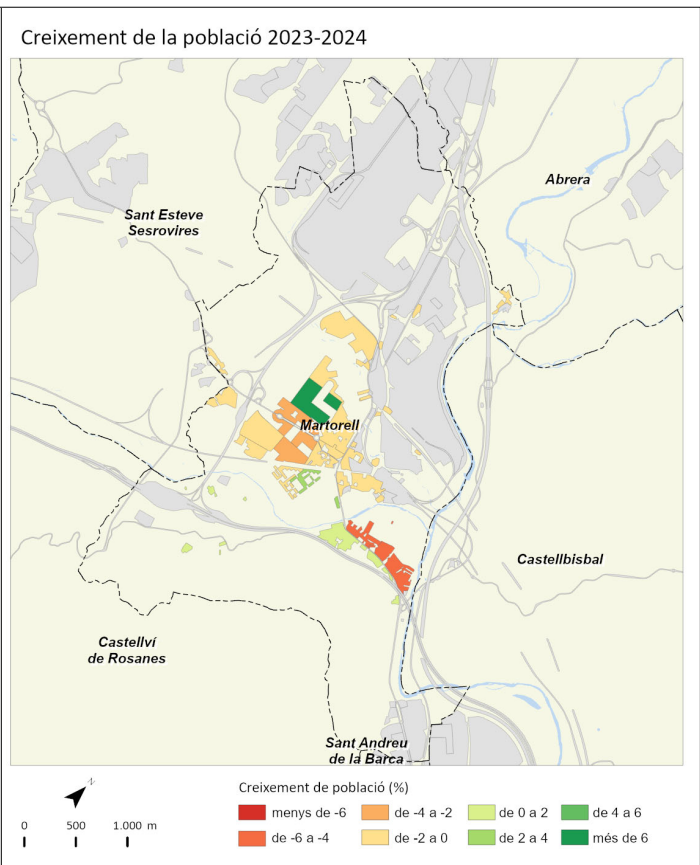 Creixement de la població 2023-2024
Abrera
Sant Esteve
Sesrovires
Martorell
Castellbisbal
Castellví
de Rosanes
Sant Andreu
de la Barca
N
0 500 1.000 m
Creixement de població (%)
menys de -6
de -4 a -2
de 0 a 2
de 4 a 6
de -6 a -4
de -2 a 0
de 2 a 4
més de 6